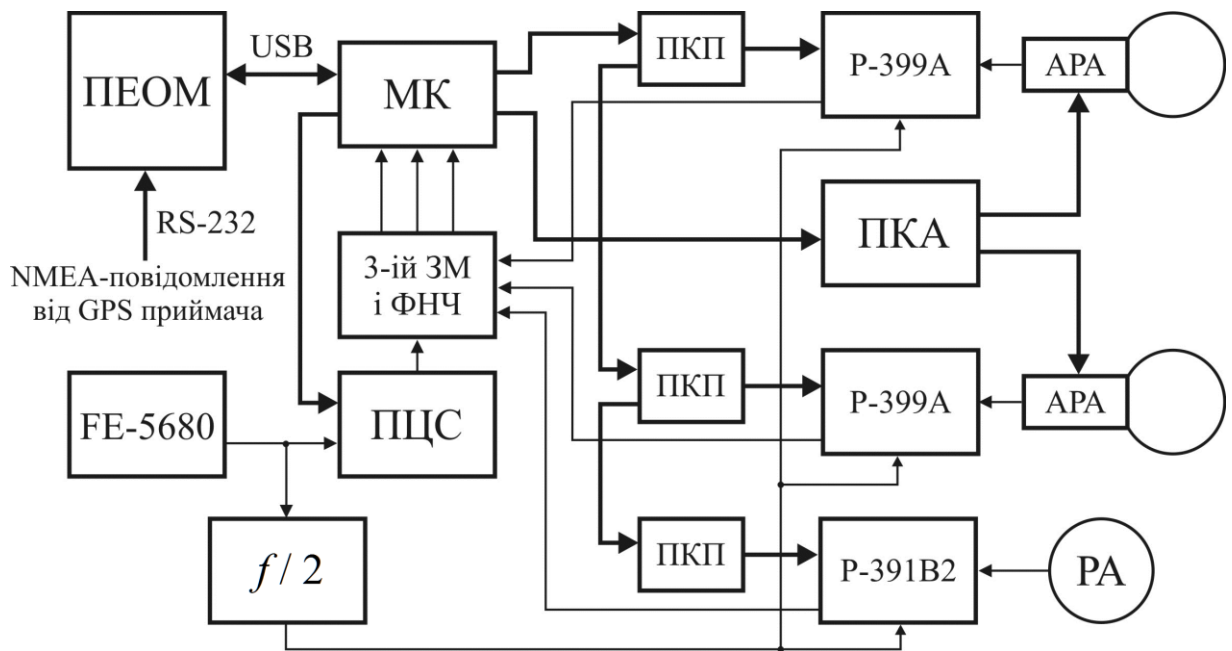 ПЕОМ
USB
МК
ПКП
Р-399А
АРА
RS-232
NMEA-повідомлення
від GPS приймача
3-ій ЗМ
і ФНЧ
ПКА
FE-5680
ПЦС
ПКП
Р-399А
АРА
f / 2
ПКП
Р-391В2
РА